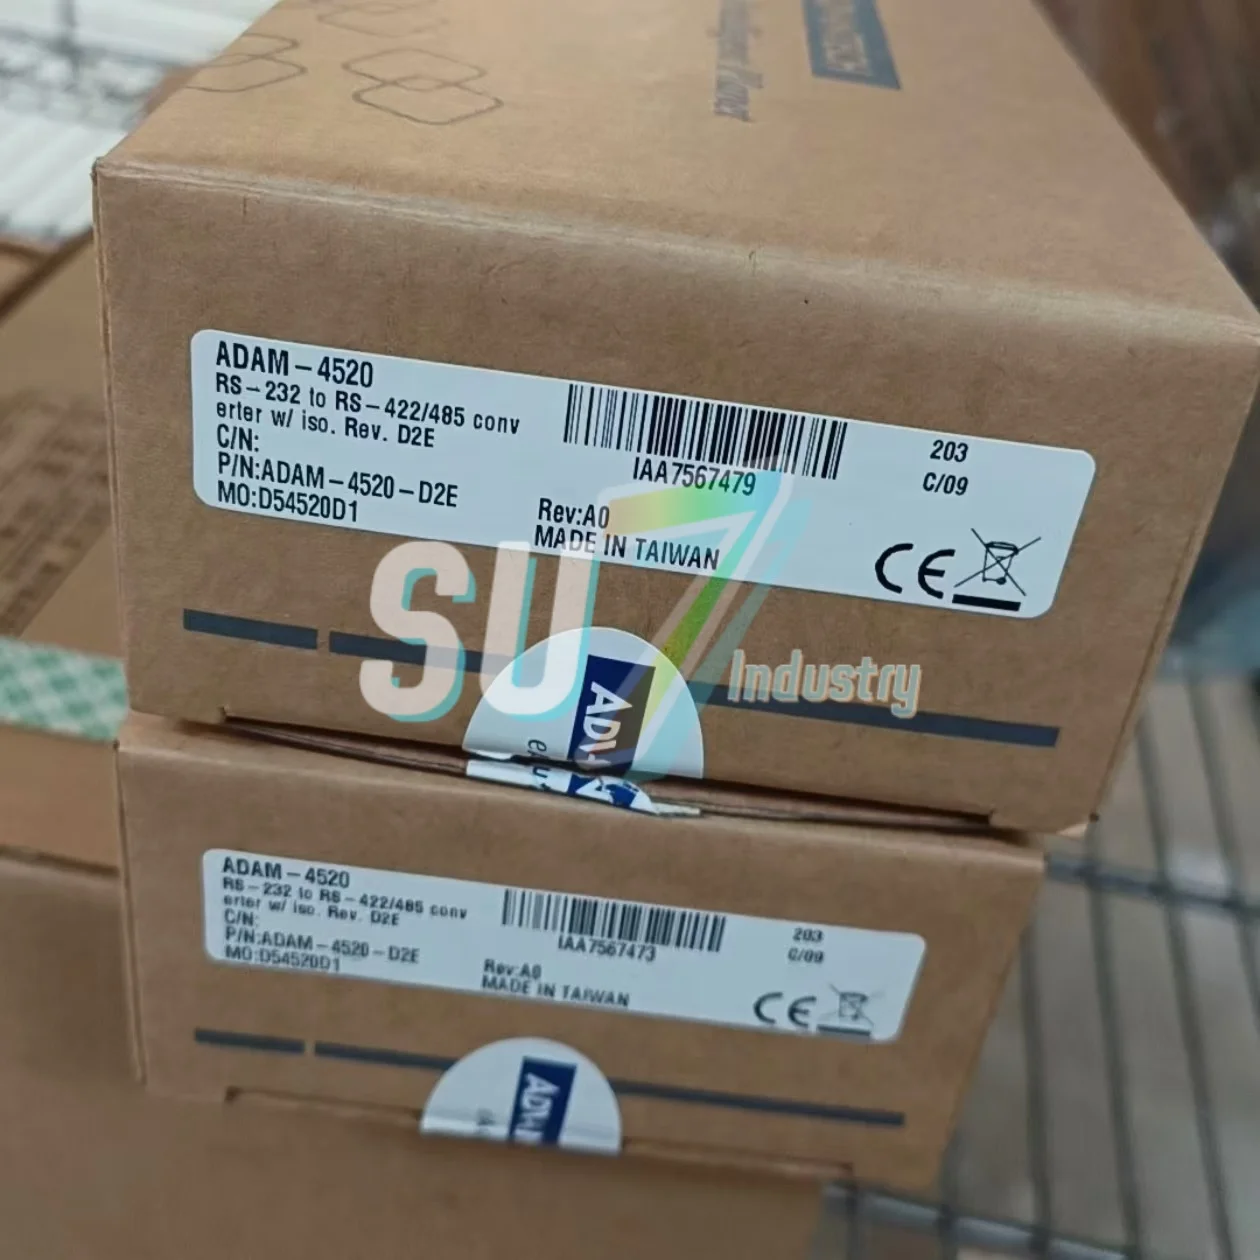 ADAM-4520
RS-232 to RS-422/485 conv
erter w/ iso. Rev. D2E
C/N:
P/N:ADAM-4520-D2E
MO:D54520D1
IAA7567479
Rev:A0
MADE IN TAIWAN
203
C/09
CE
SU7
Industry
ADAM-4520
RS-232 to RS-422/485 conv
erter w/ iso. Rev. D2E
C/N:
P/N:ADAM-4520-D2E
MO:D54520D1
IAA7567473
Rev:A0
MADE IN TAIWAN
203
C/09
CE